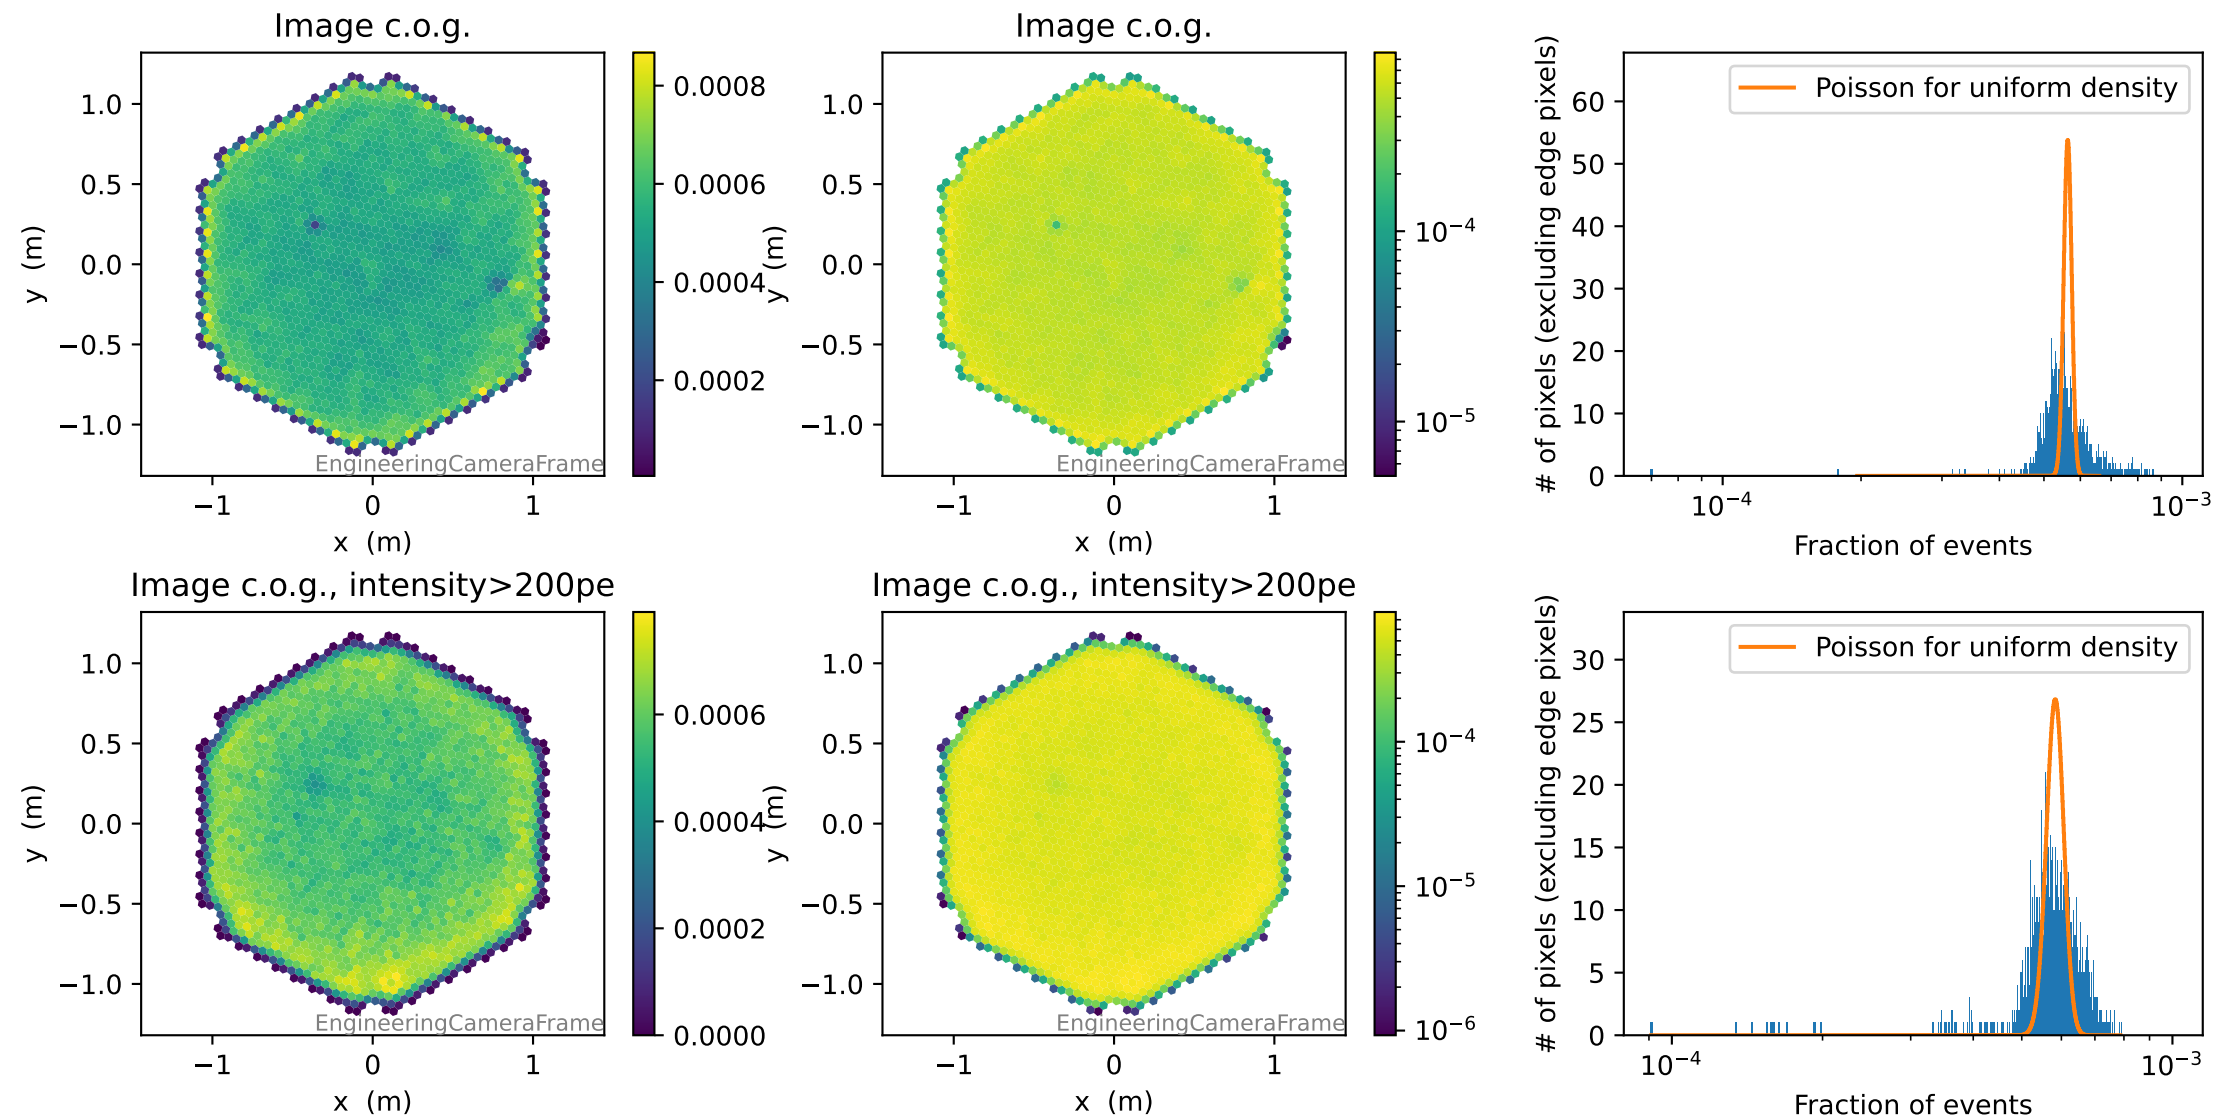 Image c.o.g.
1.0
0.5
0.0
−0.5
−1.0
y (m)
−1
0
1
x (m)
EngineeringCameraFrame
0.0008
0.0006
0.0004
0.0002
Image c.o.g.
1.0
0.5
0.0
−0.5
−1.0
y (m)
−1
0
1
x (m)
EngineeringCameraFrame
10⁻⁴
10⁻⁵
# of pixels (excluding edge pixels)
60
50
40
30
20
10
0
Poisson for uniform density
10⁻⁴
10⁻³
Fraction of events
Image c.o.g., intensity>200pe
1.0
0.5
0.0
−0.5
−1.0
y (m)
−1
0
1
x (m)
EngineeringCameraFrame
0.0006
0.0004
0.0002
0.0000
Image c.o.g., intensity>200pe
1.0
0.5
0.0
−0.5
−1.0
y (m)
−1
0
1
x (m)
EngineeringCameraFrame
10⁻⁴
10⁻⁵
10⁻⁶
# of pixels (excluding edge pixels)
30
25
20
15
10
5
0
Poisson for uniform density
10⁻⁴
10⁻³
Fraction of events